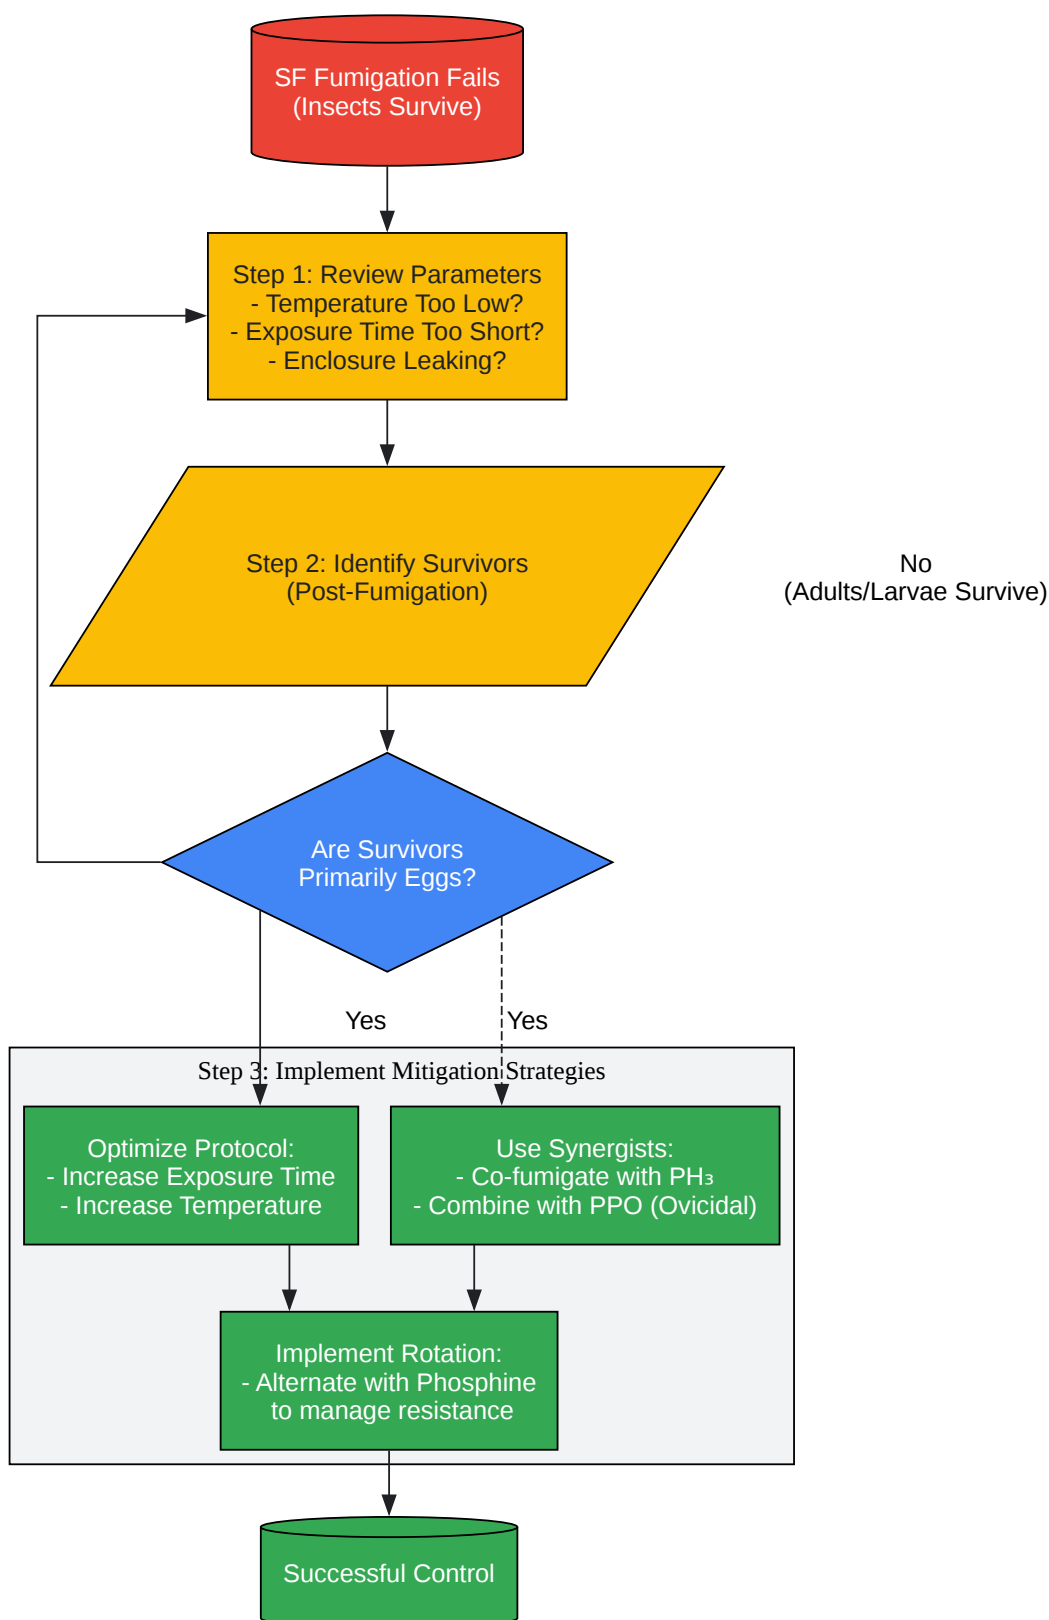 SF Fumigation Fails
(Insects Survive)
Step 1: Review Parameters
- Temperature Too Low?
- Exposure Time Too Short?
- Enclosure Leaking?
Step 2: Identify Survivors
(Post-Fumigation)
No
(Adults/Larvae Survive)
Are Survivors
Primarily Eggs?
Yes
Yes
Step 3: Implement Mitigation Strategies
Optimize Protocol:
- Increase Exposure Time
- Increase Temperature
Use Synergists:
- Co-fumigate with PH₃
- Combine with PPO (Ovicidal)
Implement Rotation:
- Alternate with Phosphine
to manage resistance
Successful Control